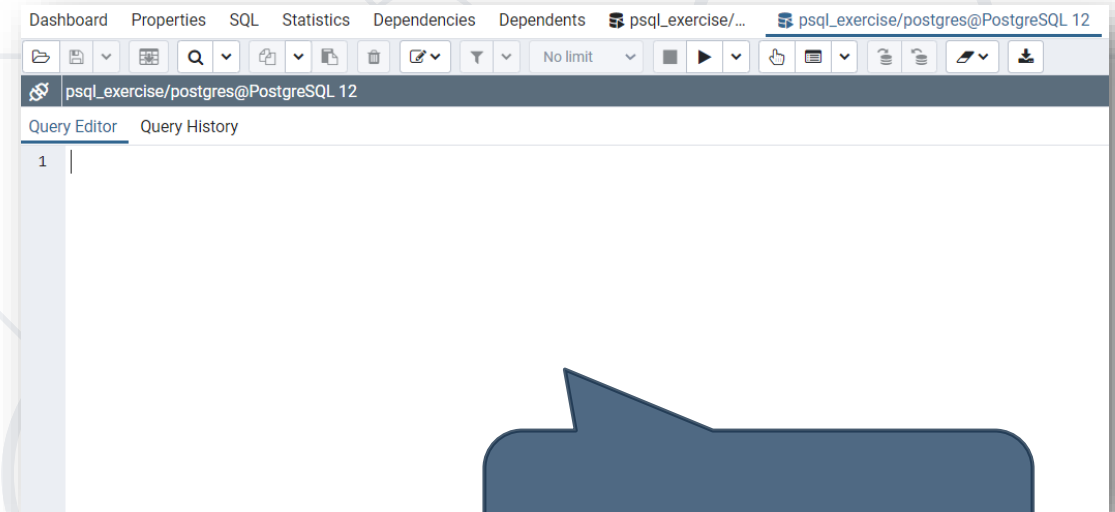 Dashboard Properties SQL Statistics Dependencies Dependents psql_exercise/... psql_exercise/postgres@PostgreSQL 12
No limit
psql_exercise/postgres@PostgreSQL 12
Query Editor Query History
1